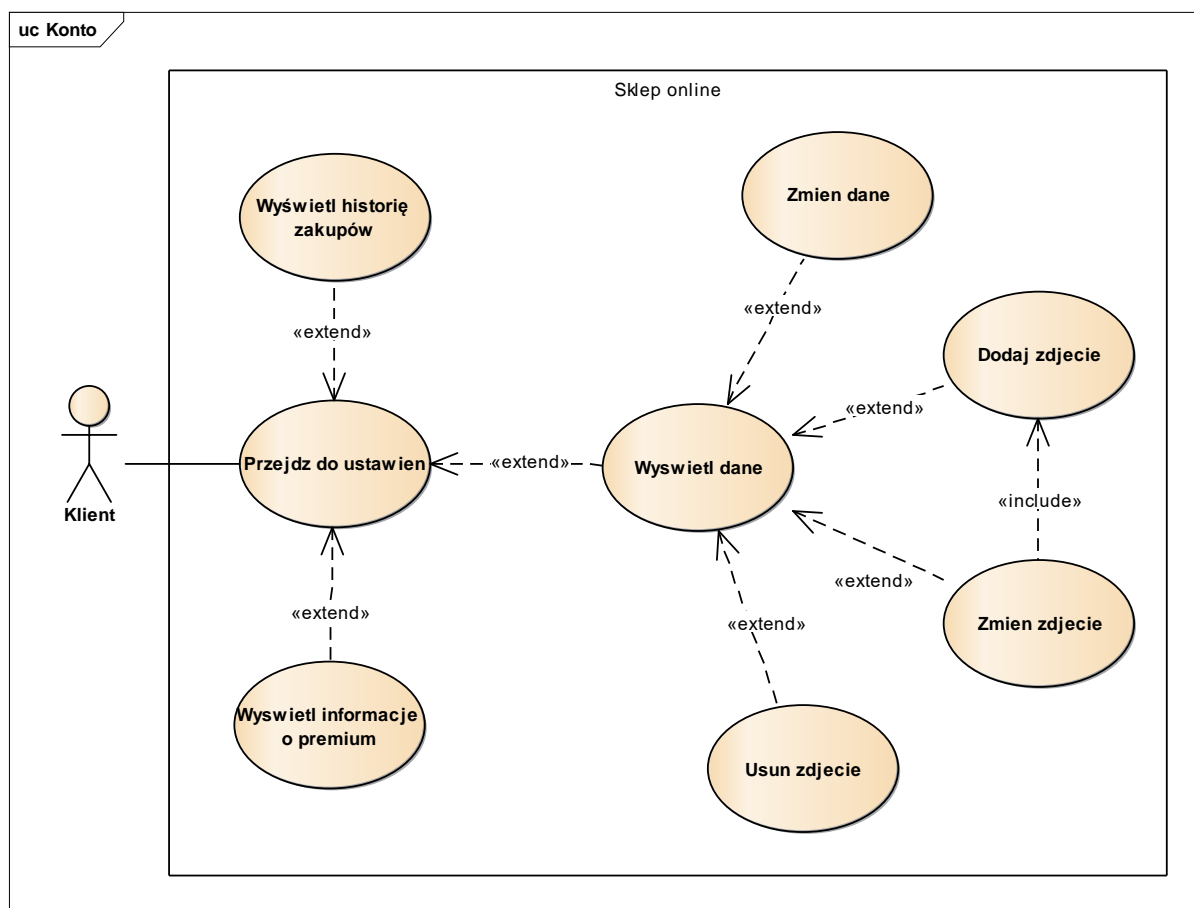 uc Konto
Sklep online
Wyświetl historię
zakupów
Zmien dane
«extend»
«extend»
Dodaj zdjecie
«extend»
Klient
Przejdz do ustawien
«extend»
Wyswietl dane
«include»
«extend»
Zmien zdjecie
«extend»
«extend»
Wyswietl informacje
o premium
Usun zdjecie